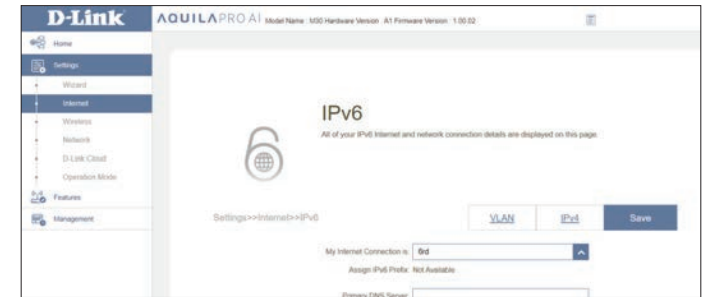 D-Link
AQUILA PRO AI Model Name : M30 Hardware Version : A1 Firmware Version : 1.00.02
Home
Settings
Wizard
Internet
Wireless
Network
D-Link Cloud
Operation Mode
Features
Management
IPv6
All of your IPv6 Internet and network connection details are displayed on this page.
Settings>>Internet>>IPv6
VLAN
IPv4
Save
My Internet Connection is: 6rd
Assign IPv6 Prefix: Not Available
Primary DNS Server: